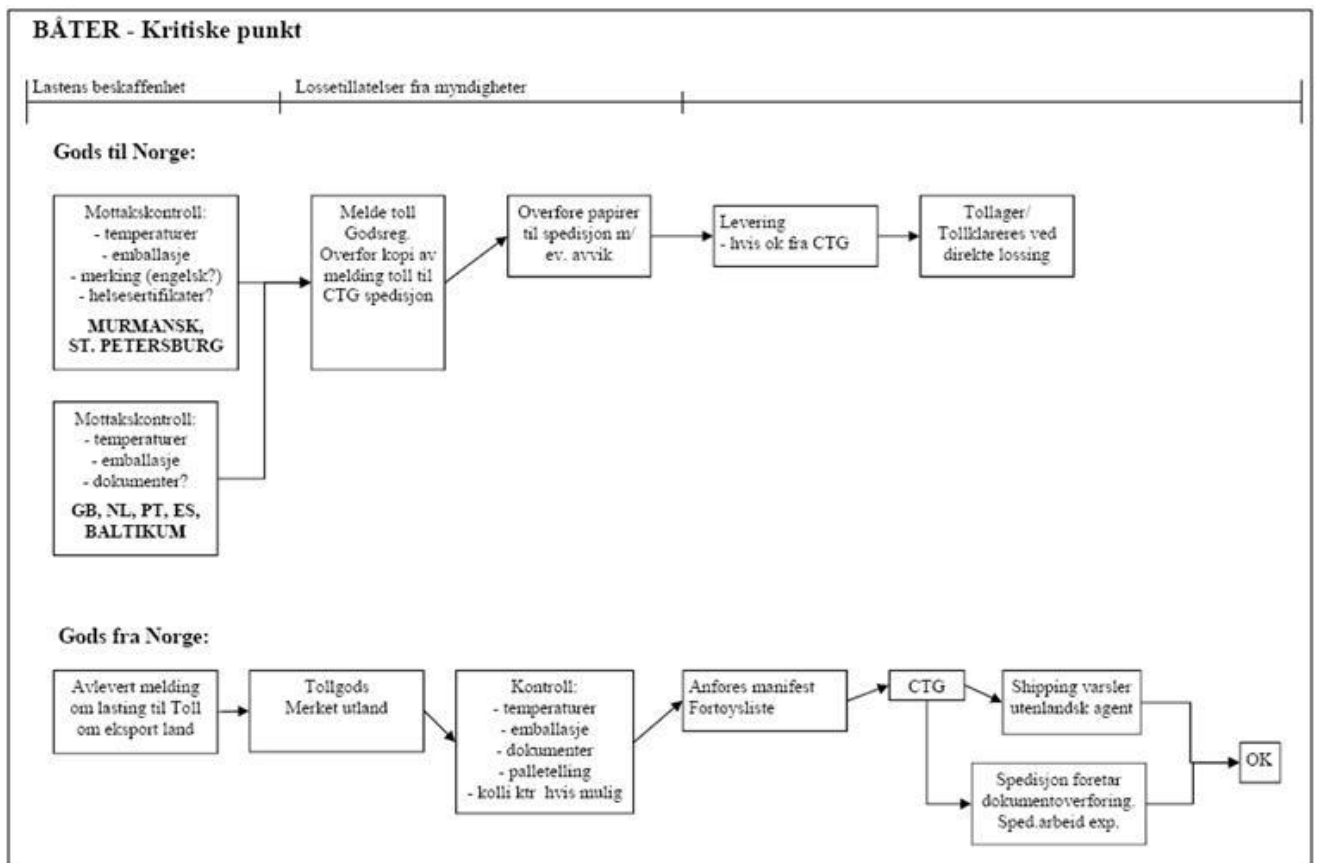 BÅTER - Kritiske punkt
Lastens beskaffenhet
Lossetillatelser fra myndigheter
Gods til Norge:
Mottakskontroll:
- temperaturer
- emballasje
- merking (engelsk?)
- helsesertifikater?
MURMANSK,
ST. PETERSBURG
Melde toll
Godsreg.
Overfør kopi av
melding toll til
CTG spedisjon
Overføre papirer
til spedisjon m/
ev. avvik
Levering
- hvis ok fra CTG
Tollager/
Tollklareres ved
direkte lossing
Mottakskontroll:
- temperaturer
- emballasje
- dokumenter?
GB, NL, PT, ES,
BALTIKUM
Gods fra Norge:
Avlevert melding
om lasting til Toll
om eksport land
Tollgods
Merket utland
Kontroll:
- temperaturer
- emballasje
- dokumenter
- palletelling
- kolli ktr hvis mulig
Anføres manifest
Fortøysliste
CTG
Shipping varsler
utenlandsk agent
Spedisjon foretar
dokumentoverføring.
Sped.arbeid exp.
OK